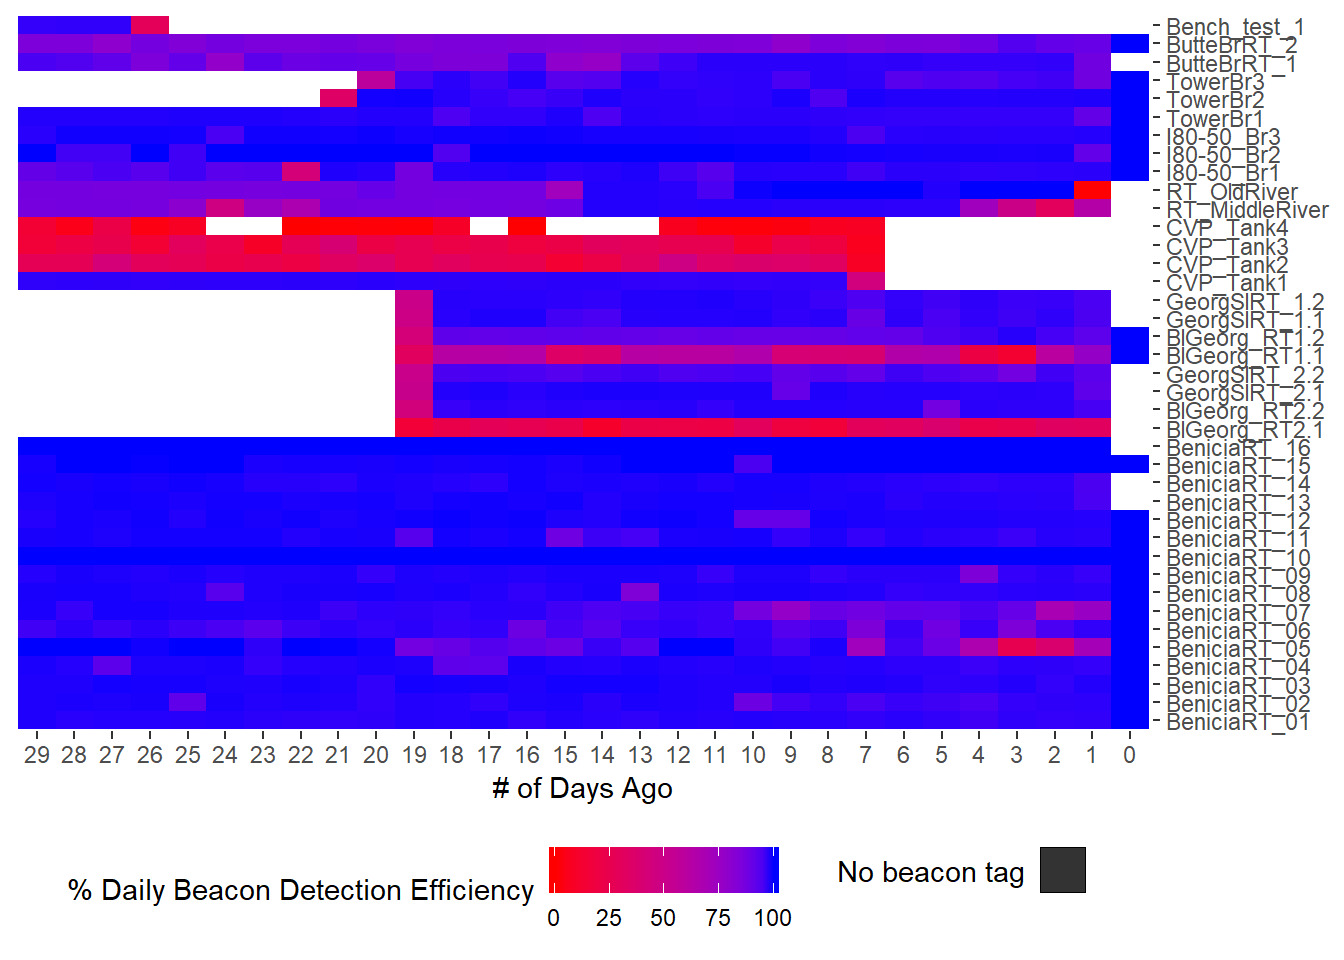 Bench_test_1
ButteBrRT_2
ButteBrRT_1
TowerBr3
TowerBr2
TowerBr1
I80-50_Br3
I80-50_Br2
I80-50_Br1
RT_OldRiver
RT_MiddleRiver
CVP_Tank4
CVP_Tank3
CVP_Tank2
CVP_Tank1
GeorgSlRT_1.2
GeorgSlRT_1.1
BlGeorg_RT1.2
BlGeorg_RT1.1
GeorgSlRT_2.2
GeorgSlRT_2.1
BlGeorg_RT2.2
BlGeorg_RT2.1
BeniciaRT_16
BeniciaRT_15
BeniciaRT_14
BeniciaRT_13
BeniciaRT_12
BeniciaRT_11
BeniciaRT_10
BeniciaRT_09
BeniciaRT_08
BeniciaRT_07
BeniciaRT_06
BeniciaRT_05
BeniciaRT_04
BeniciaRT_03
BeniciaRT_02
BeniciaRT_01
29 28 27 26 25 24 23 22 21 20 19 18 17 16 15 14 13 12 11 10 9 8 7 6 5 4 3 2 1 0
# of Days Ago
% Daily Beacon Detection Efficiency
0 25 50 75 100
No beacon tag